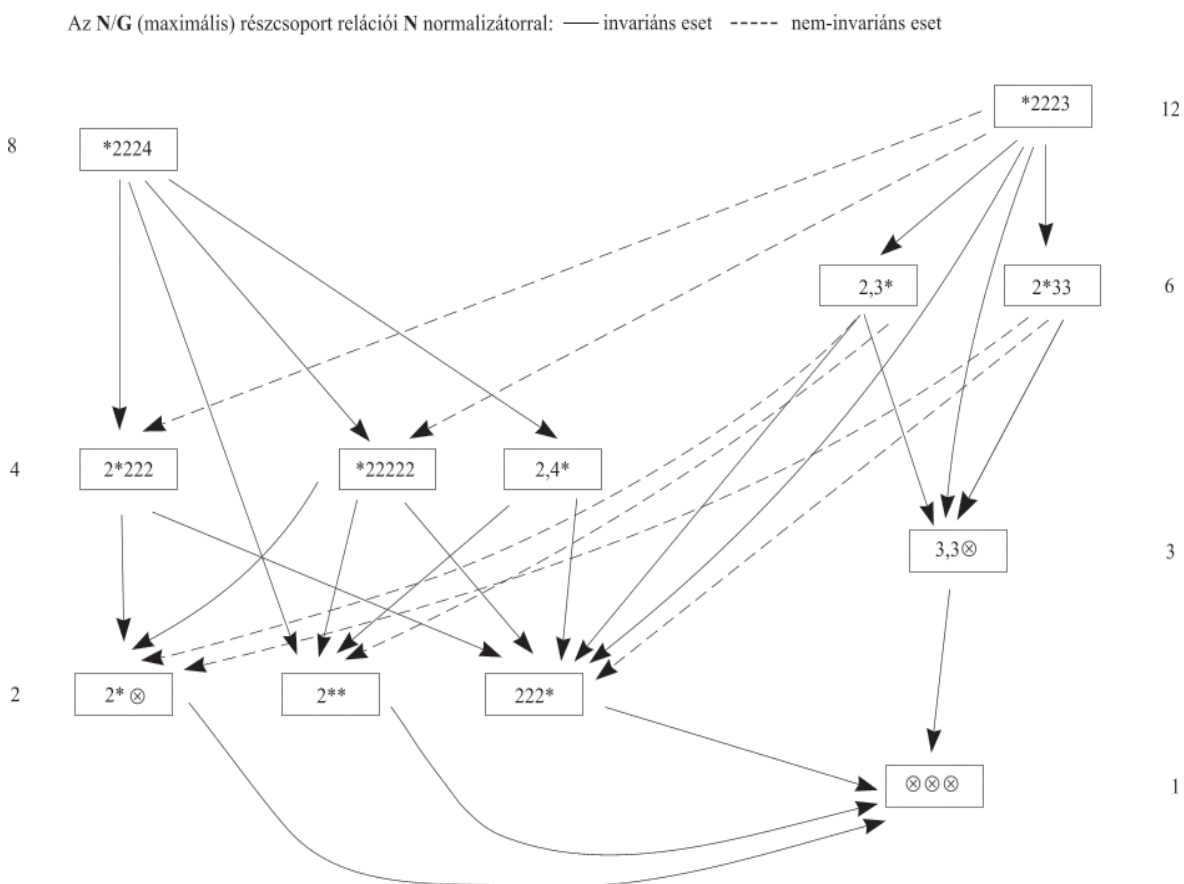 Az N/G (maximális) részcsoport relációi N normalizátorral: —— invariáns eset ----- nem-invariáns eset
*2223 12
8 *2224
2,3* 2*33 6
4 2*222 *22222 2,4*
3,3⊗ 3
2 2* ⊗ 2** 222*
⊗⊗⊗ 1